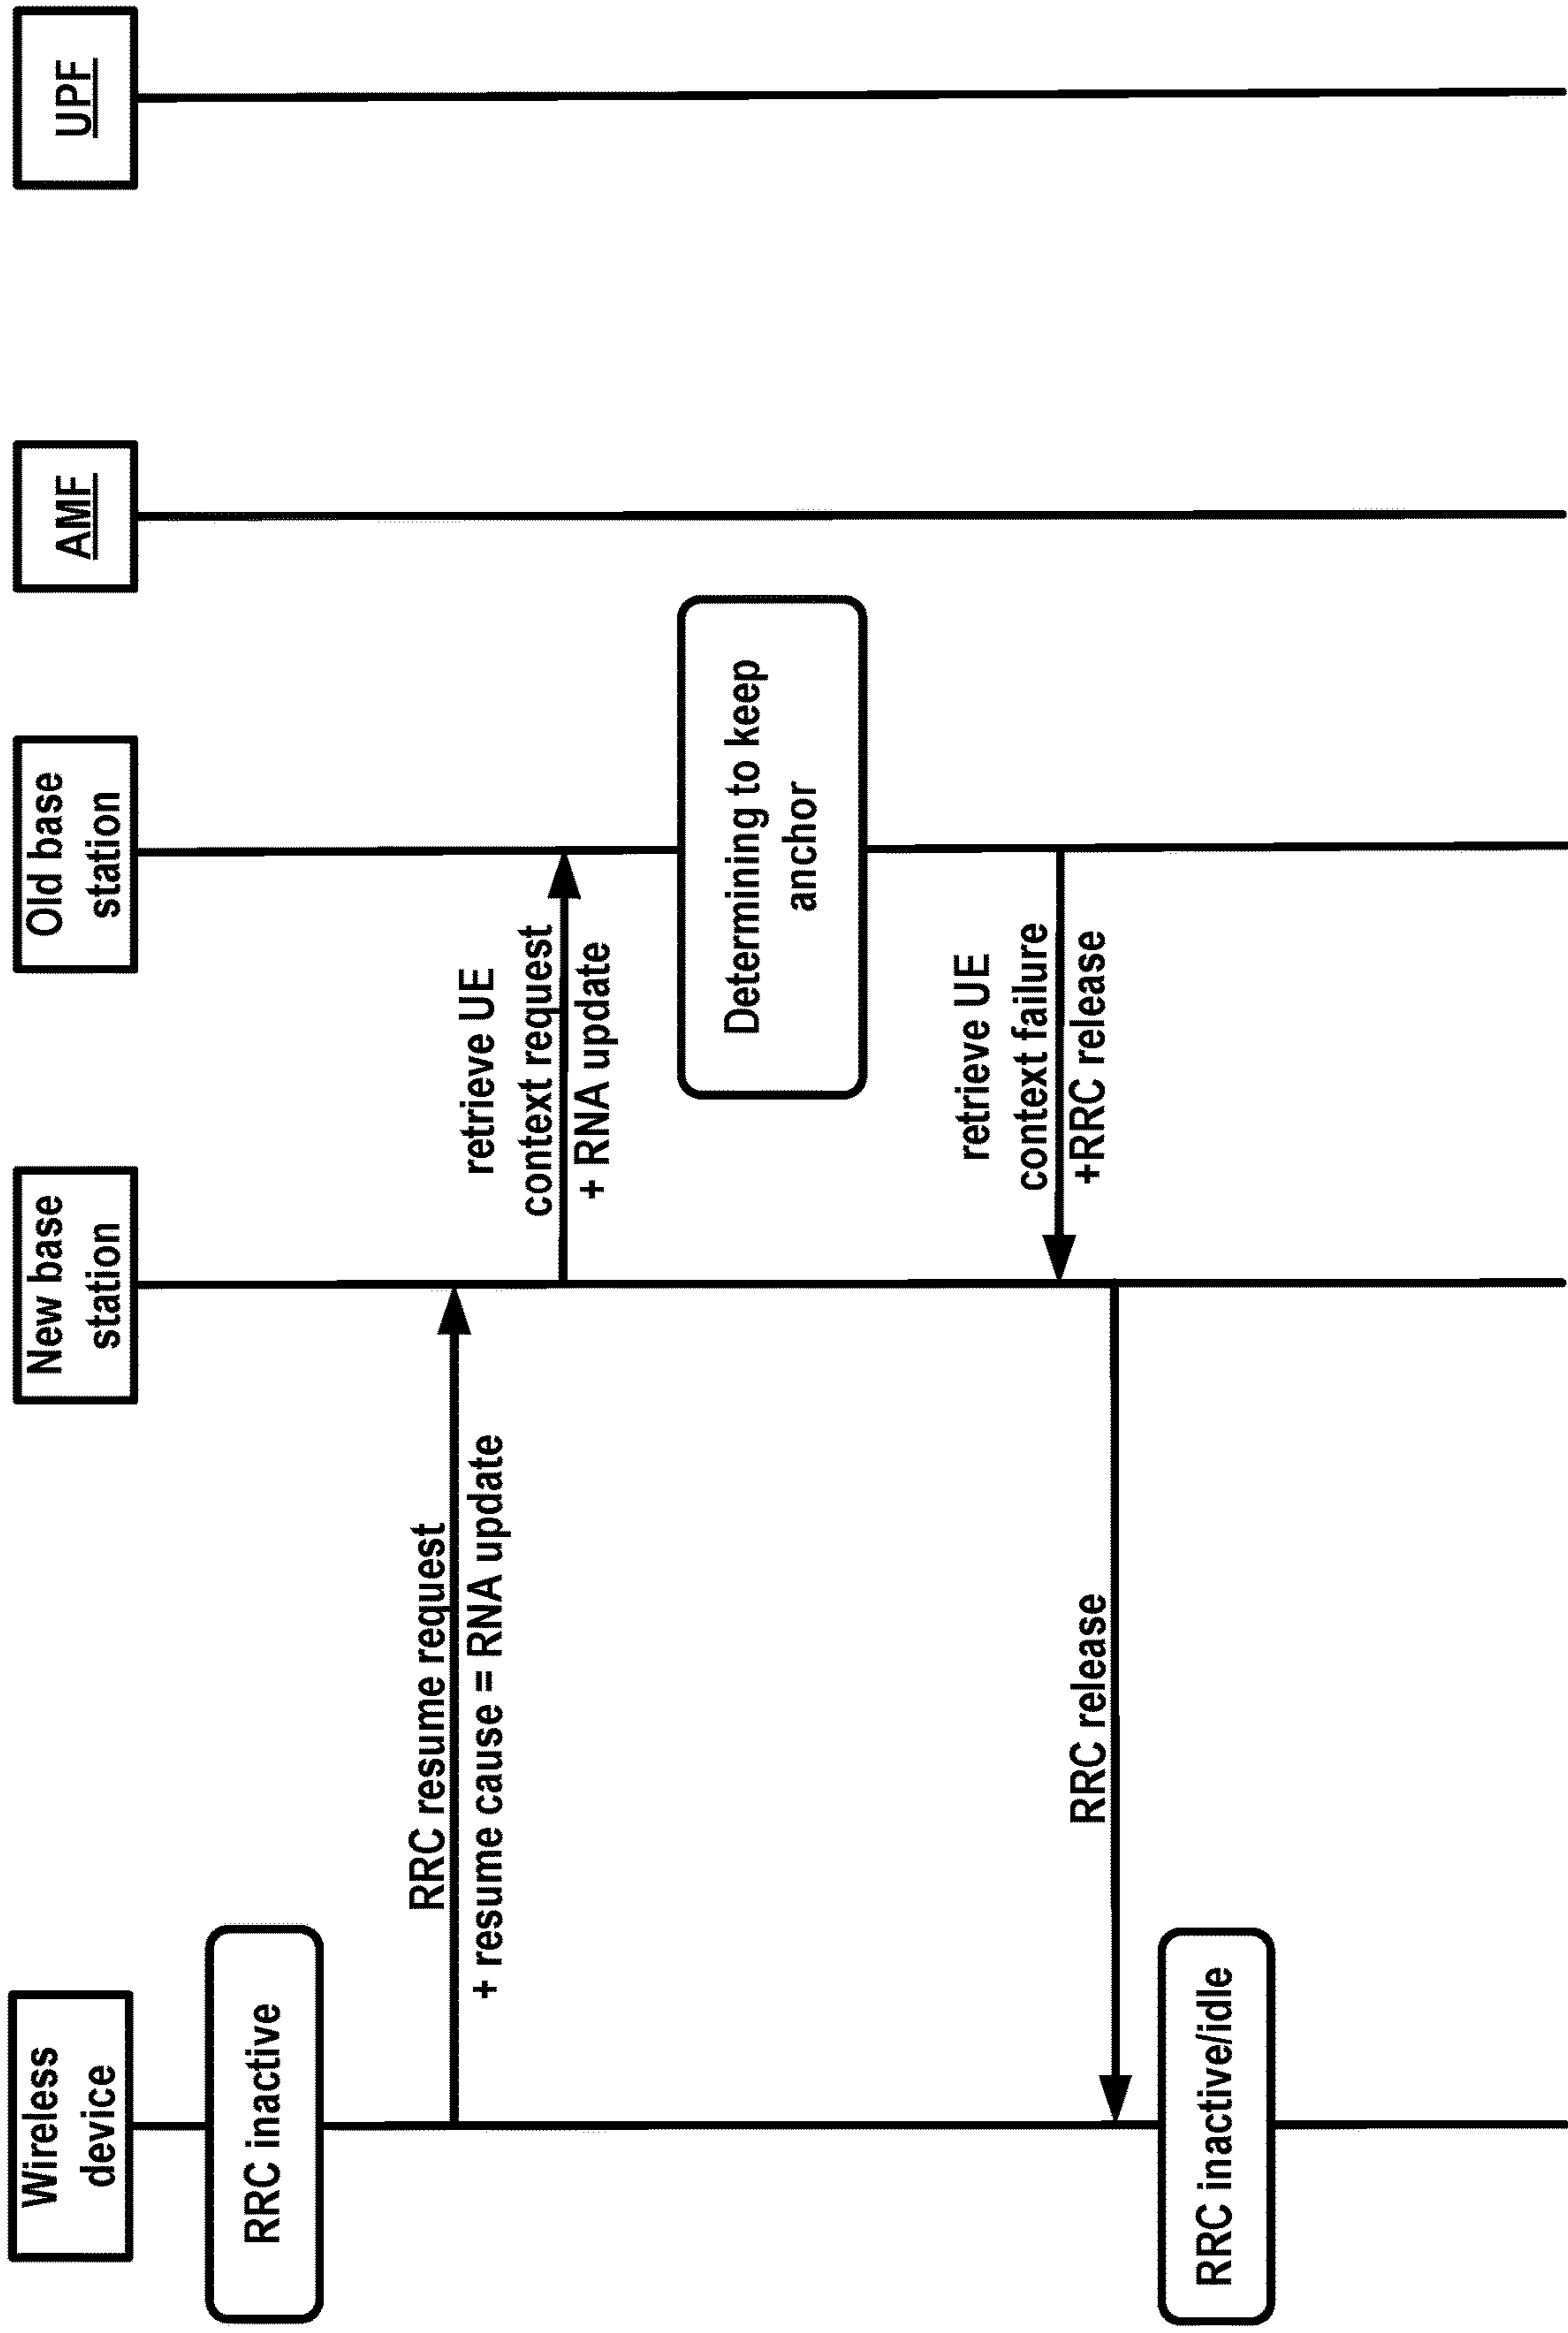 Wireless
device
New base
station
Old base
station
AMF
UPF
RRC inactive
RRC resume request
+ resume cause = RNA update
retrieve UE
context request
+ RNA update
Determining to keep
anchor
retrieve UE
context failure
+RRC release
RRC release
RRC inactive/idle